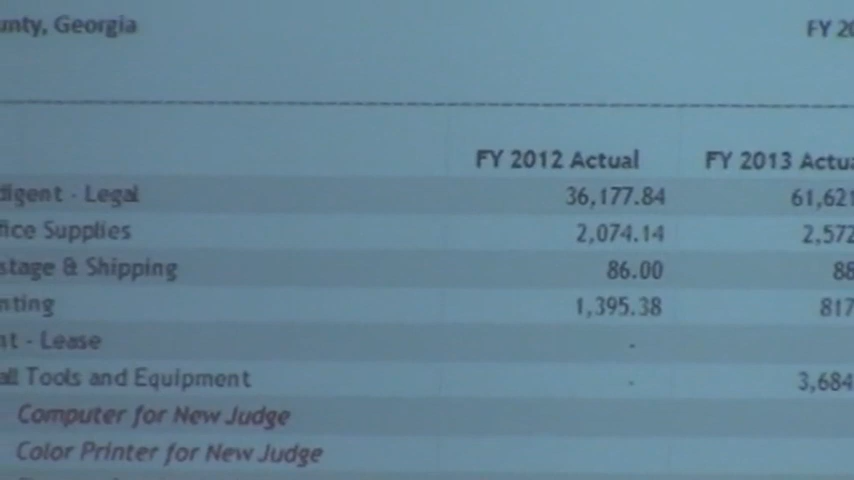 unty, Georgia FY 20
FY 2012 Actual FY 2013 Actua
digent - Legal 36,177.84 61,621
fice Supplies 2,074.14 2,572
stage & Shipping 86.00 88
nting 1,395.38 817
nt - Lease -
all Tools and Equipment - 3,684
Computer for New Judge
Color Printer for New Judge